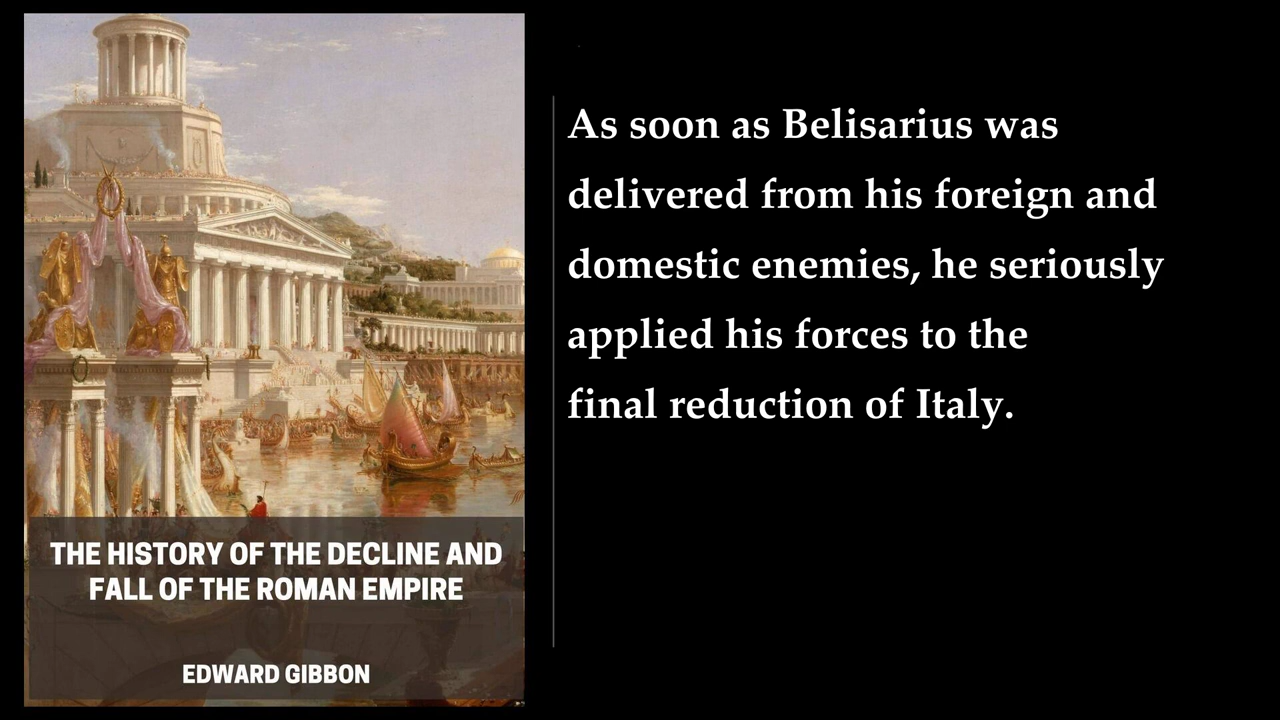 As soon as Belisarius was
delivered from his foreign and
domestic enemies, he seriously
applied his forces to the
final reduction of Italy.
THE HISTORY OF THE DECLINE AND
FALL OF THE ROMAN EMPIRE
EDWARD GIBBON